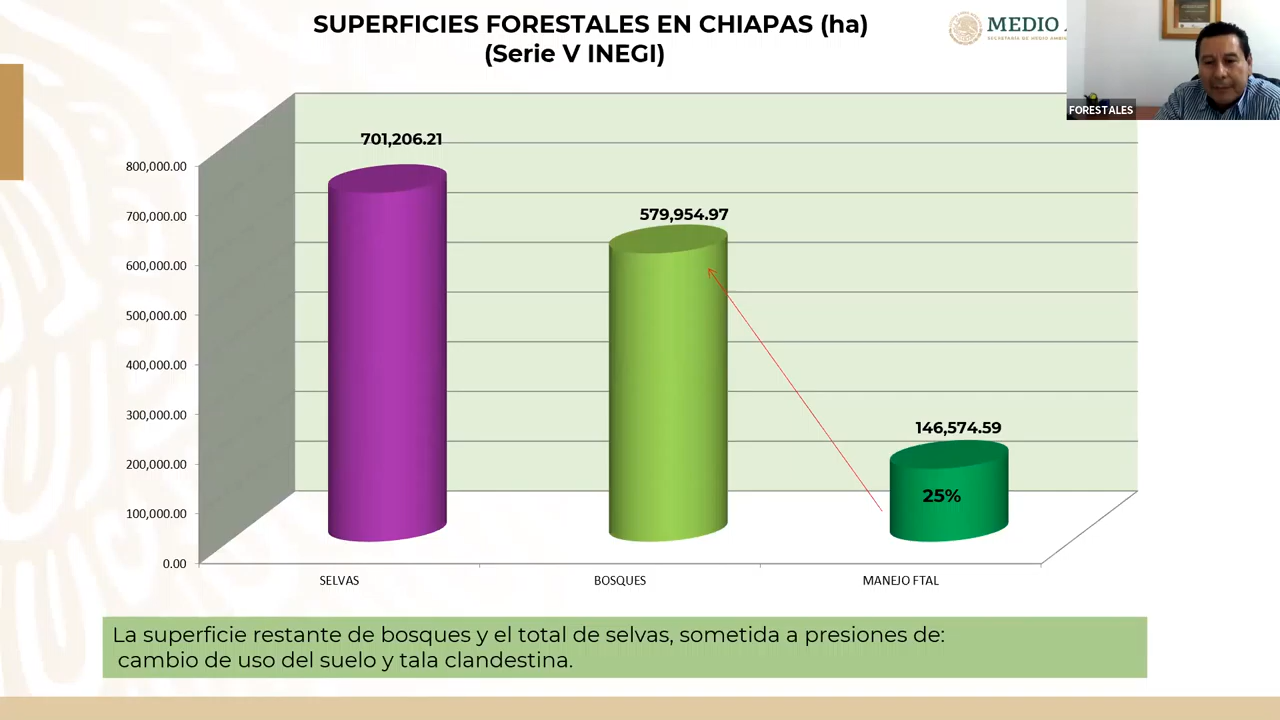 SUPERFICIES FORESTALES EN CHIAPAS (ha)
(Serie V INEGI)
MEDIO
FORESTALES
701,206.21
579,954.97
146,574.59
25%
800,000.00
700,000.00
600,000.00
500,000.00
400,000.00
300,000.00
200,000.00
100,000.00
0.00
SELVAS
BOSQUES
MANEJO FTAL
La superficie restante de bosques y el total de selvas, sometida a presiones de:
cambio de uso del suelo y tala clandestina.